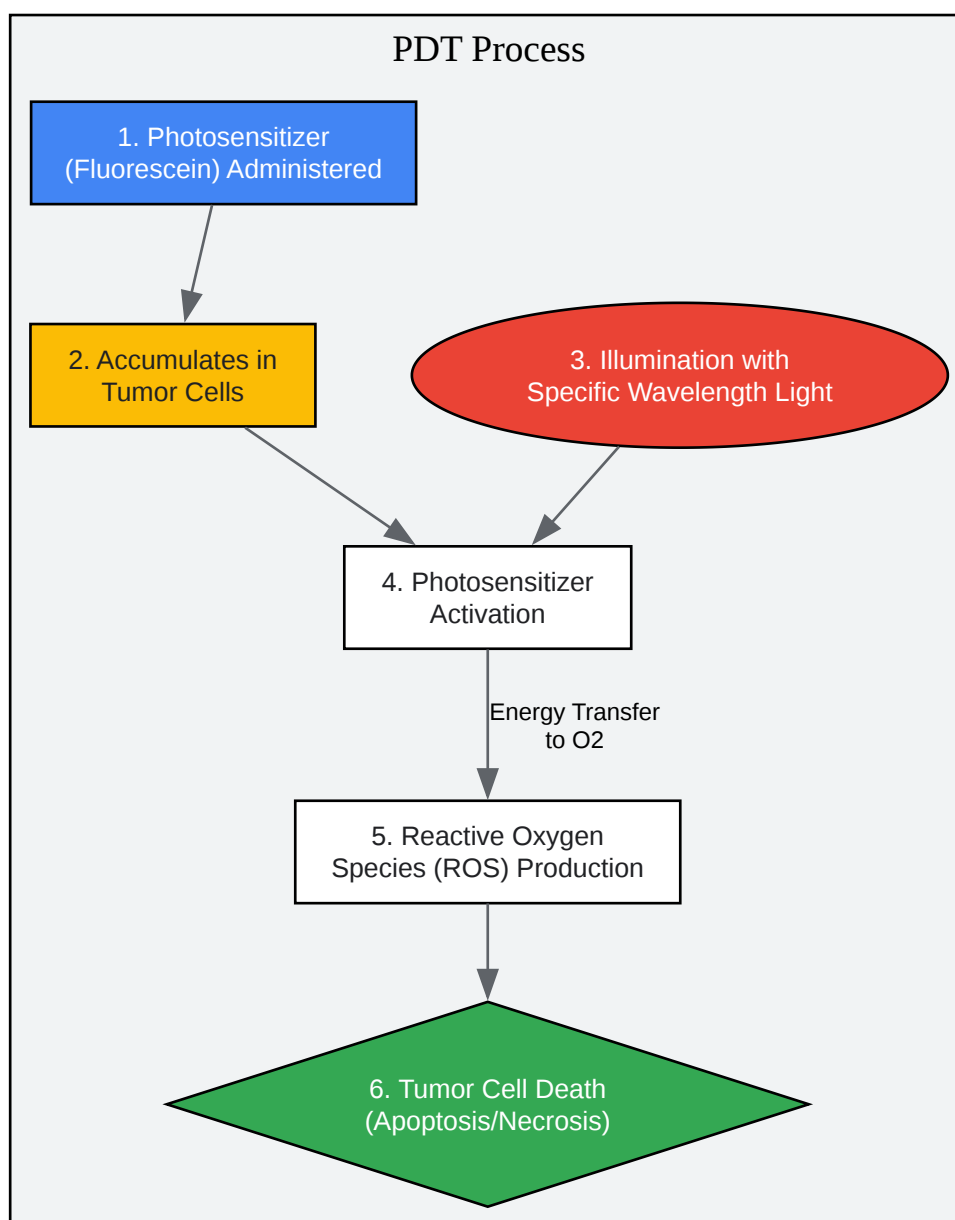 PDT Process
1. Photosensitizer
(Fluorescein) Administered
2. Accumulates in
Tumor Cells
3. Illumination with
Specific Wavelength Light
4. Photosensitizer
Activation
Energy Transfer
to O2
5. Reactive Oxygen
Species (ROS) Production
6. Tumor Cell Death
(Apoptosis/Necrosis)